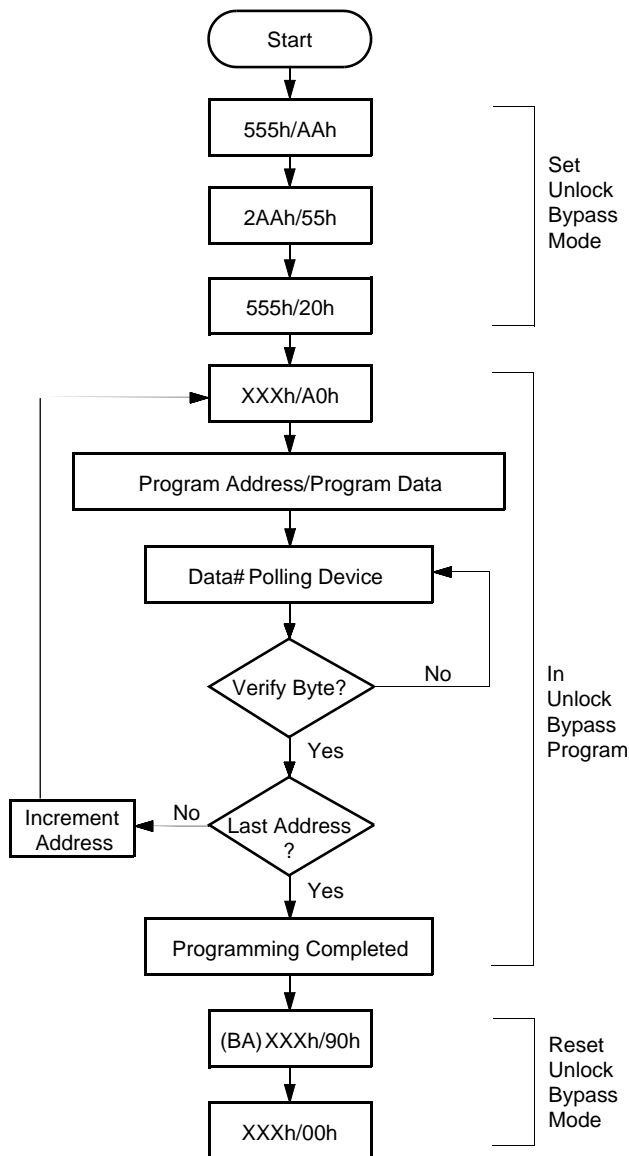 Start
555h/AAh
2AAh/55h
555h/20h
Set
Unlock
Bypass
Mode
XXXh/A0h
Program Address/Program Data
Data# Polling Device
Verify Byte?
No
Yes
Last Address
?
No
Increment
Address
Yes
Programming Completed
In
Unlock
Bypass
Program
(BA) XXXh/90h
XXXh/00h
Reset
Unlock
Bypass
Mode